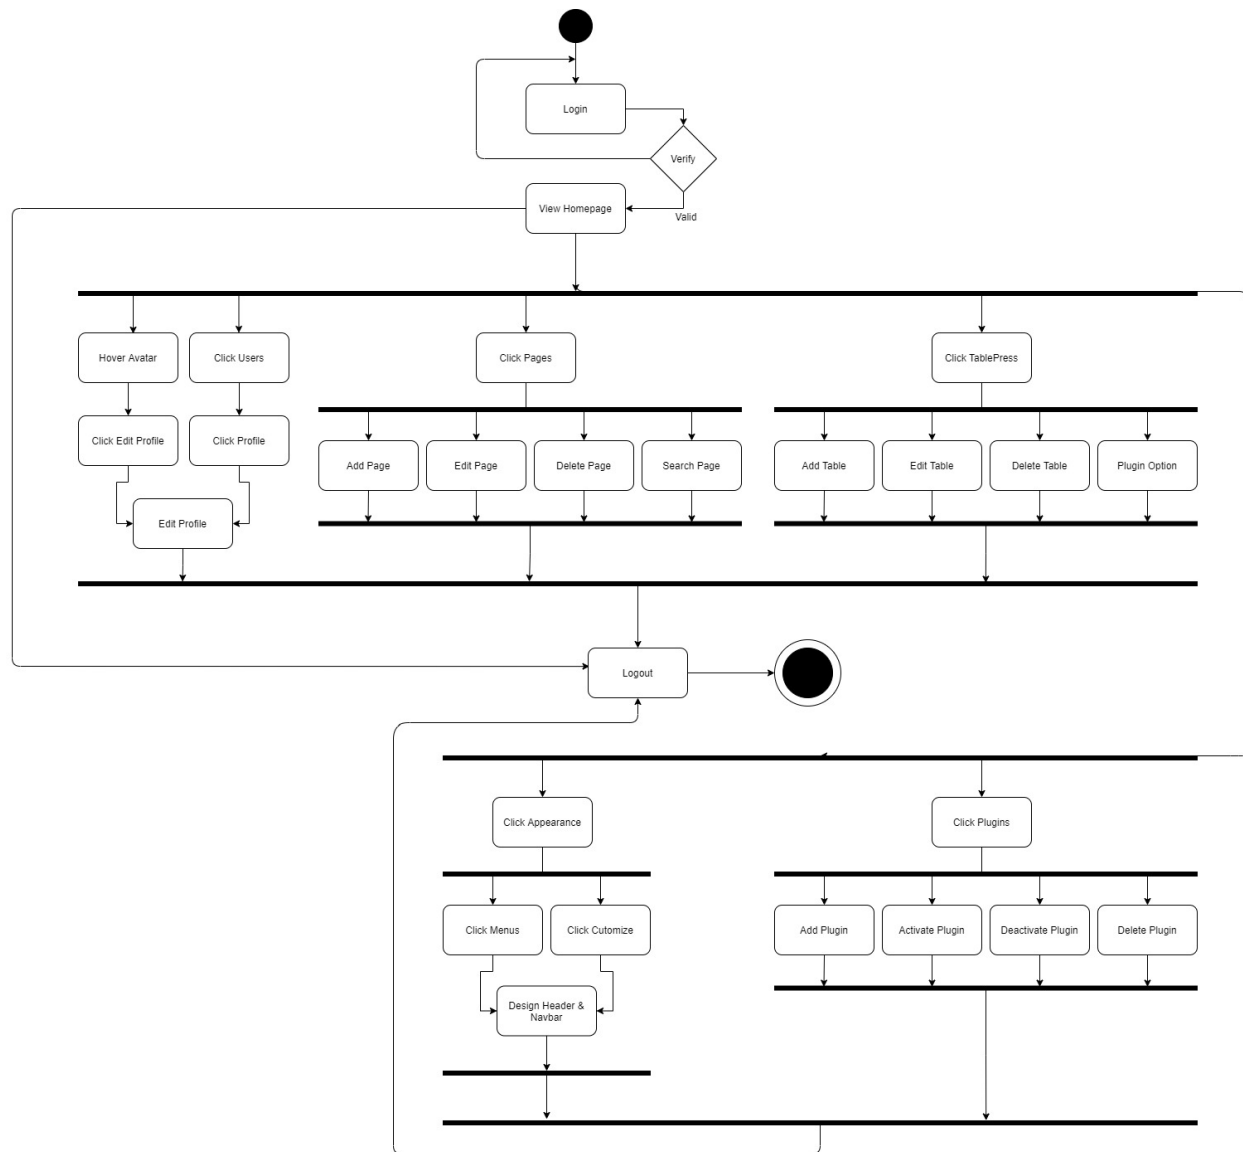 Login
Verify
View Homepage
Valid
Hover Avatar
Click Users
Click Pages
Click TablePress
Click Edit Profile
Click Profile
Add Page
Edit Page
Delete Page
Search Page
Add Table
Edit Table
Delete Table
Plugin Option
Edit Profile
Logout
Click Appearance
Click Plugins
Click Menus
Click Cutomize
Add Plugin
Activate Plugin
Deactivate Plugin
Delete Plugin
Design Header &
Navbar